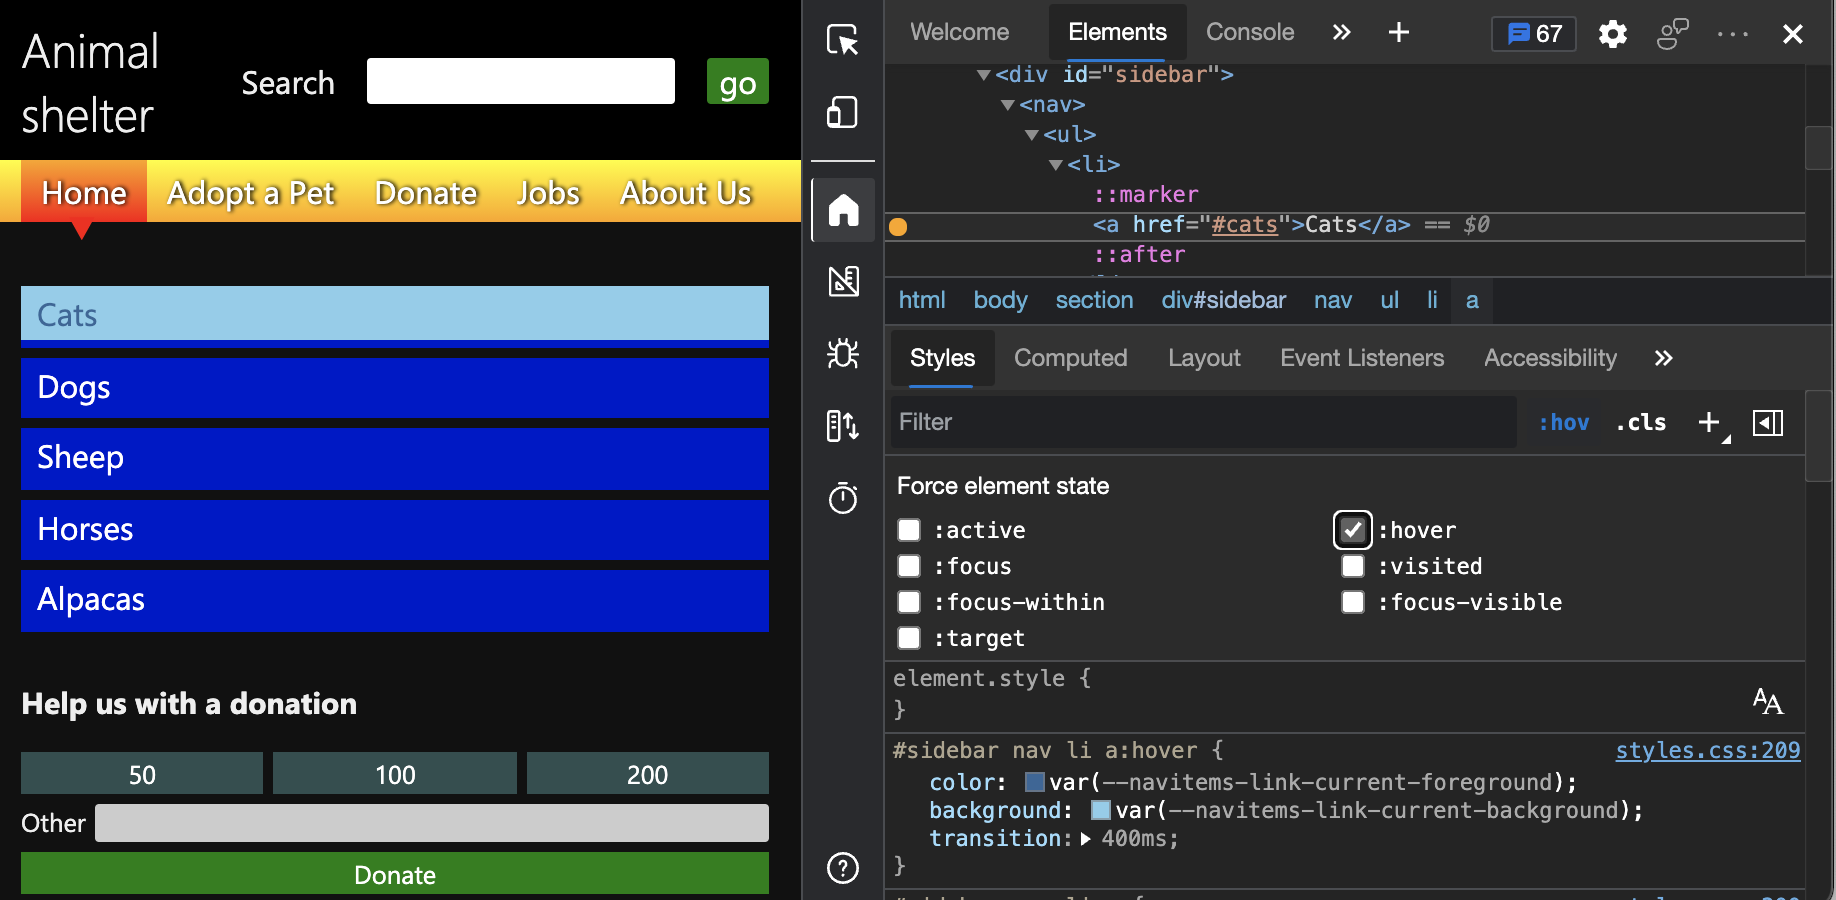 Animal
shelter
Search
go
Home Adopt a Pet Donate Jobs About Us
Cats
Dogs
Sheep
Horses
Alpacas
Help us with a donation
50 100 200
Other
Donate
Welcome Elements Console » + 67 ··· ×
▼<div id="sidebar">
▼<nav>
▼<ul>
▼<li>
::marker
<a href="#cats">Cats</a> == $0
::after
html body section div#sidebar nav ul li a
Styles Computed Layout Event Listeners Accessibility »
Filter :hov .cls +
Force element state
:active :hover
:focus :visited
:focus-within :focus-visible
:target
element.style {
}
AA
#sidebar nav li a:hover { styles.css:209
color: var(--navitems-link-current-foreground);
background: var(--navitems-link-current-background);
transition: ▶ 400ms;
}